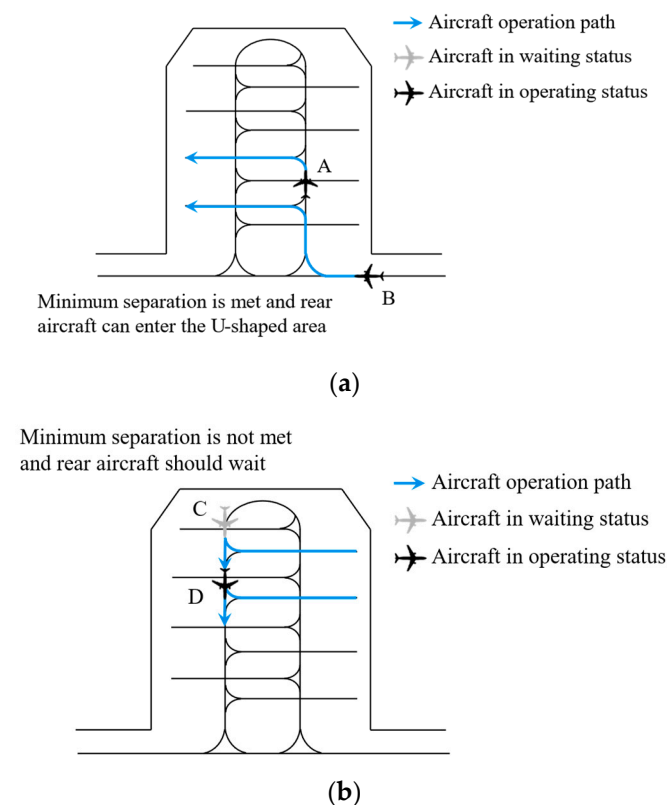 Aircraft operation path
Aircraft in waiting status
Aircraft in operating status
A
B
Minimum separation is met and rear
aircraft can enter the U-shaped area
(a)
Minimum separation is not met
and rear aircraft should wait
Aircraft operation path
C
Aircraft in waiting status
Aircraft in operating status
D
(b)